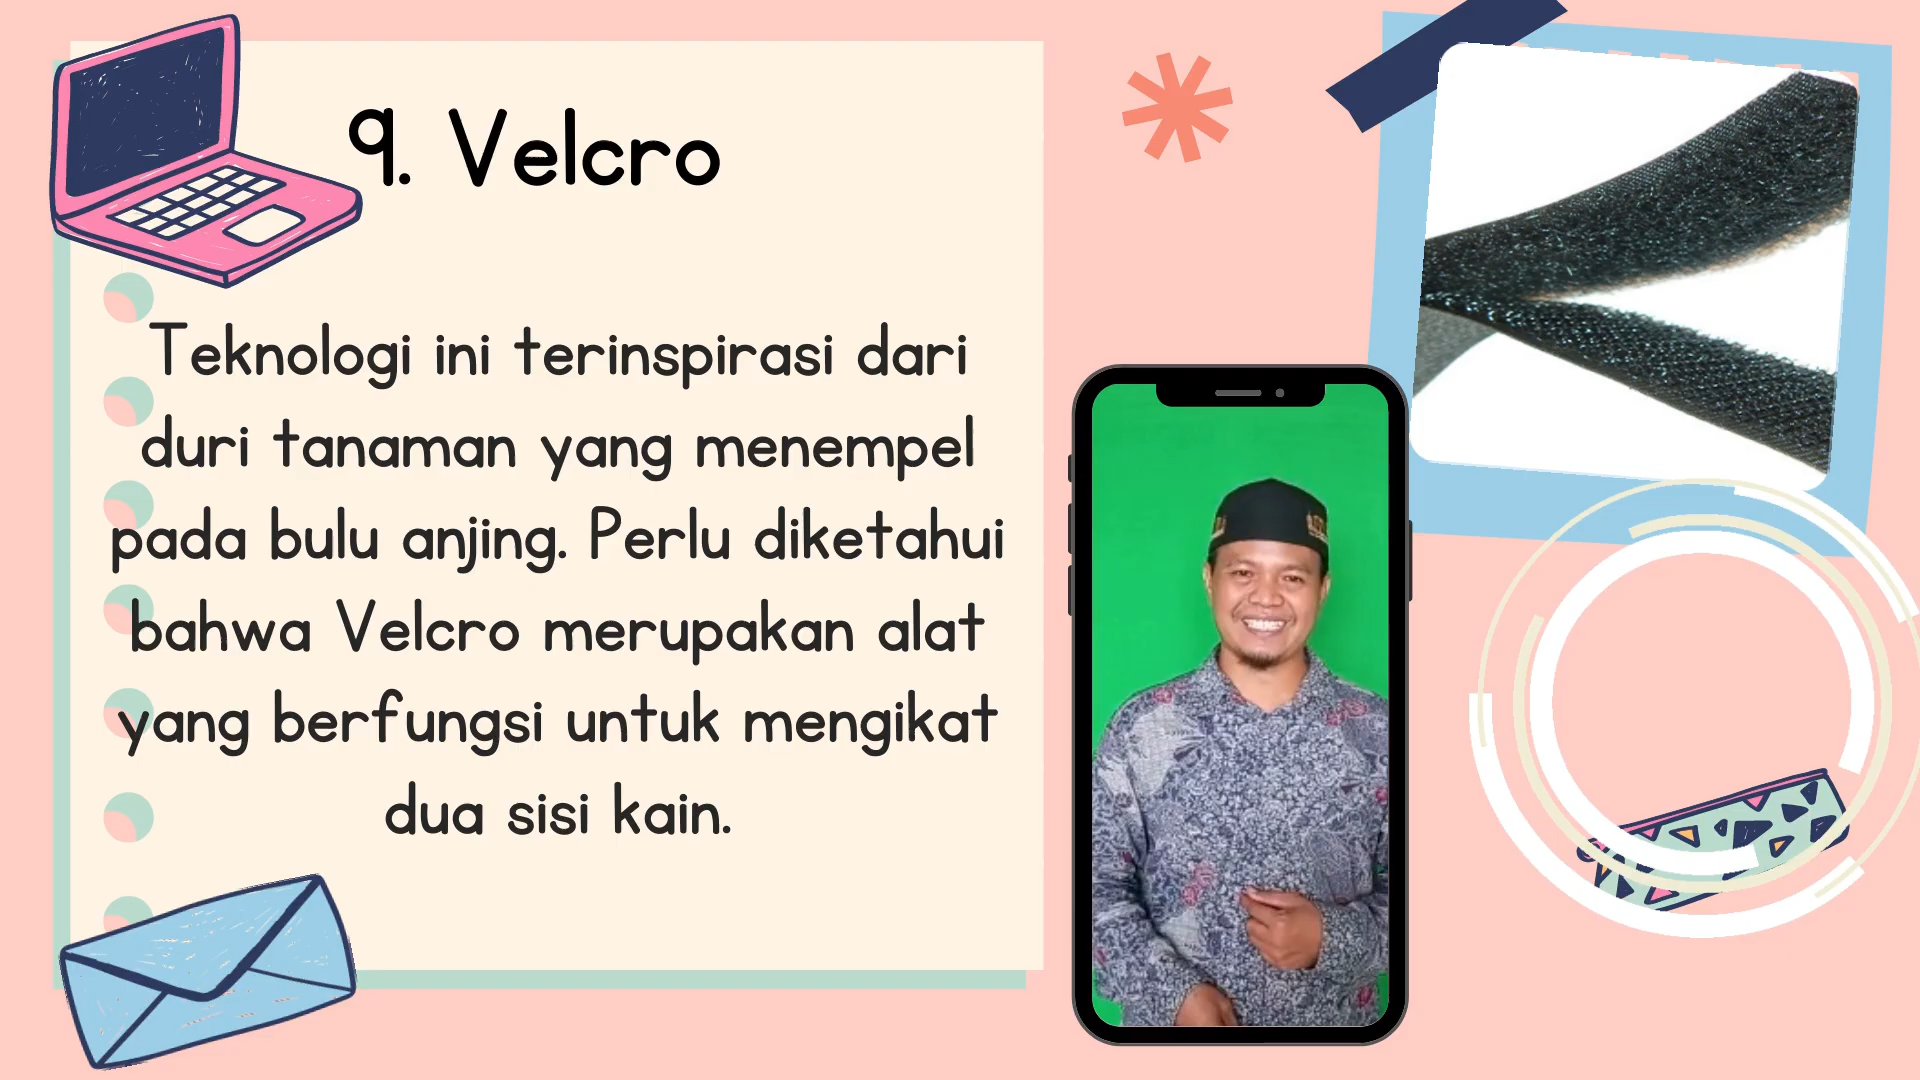 9. Velcro
Teknologi ini terinspirasi dari
duri tanaman yang menempel
pada bulu anjing. Perlu diketahui
bahwa Velcro merupakan alat
yang berfungsi untuk mengikat
dua sisi kain.